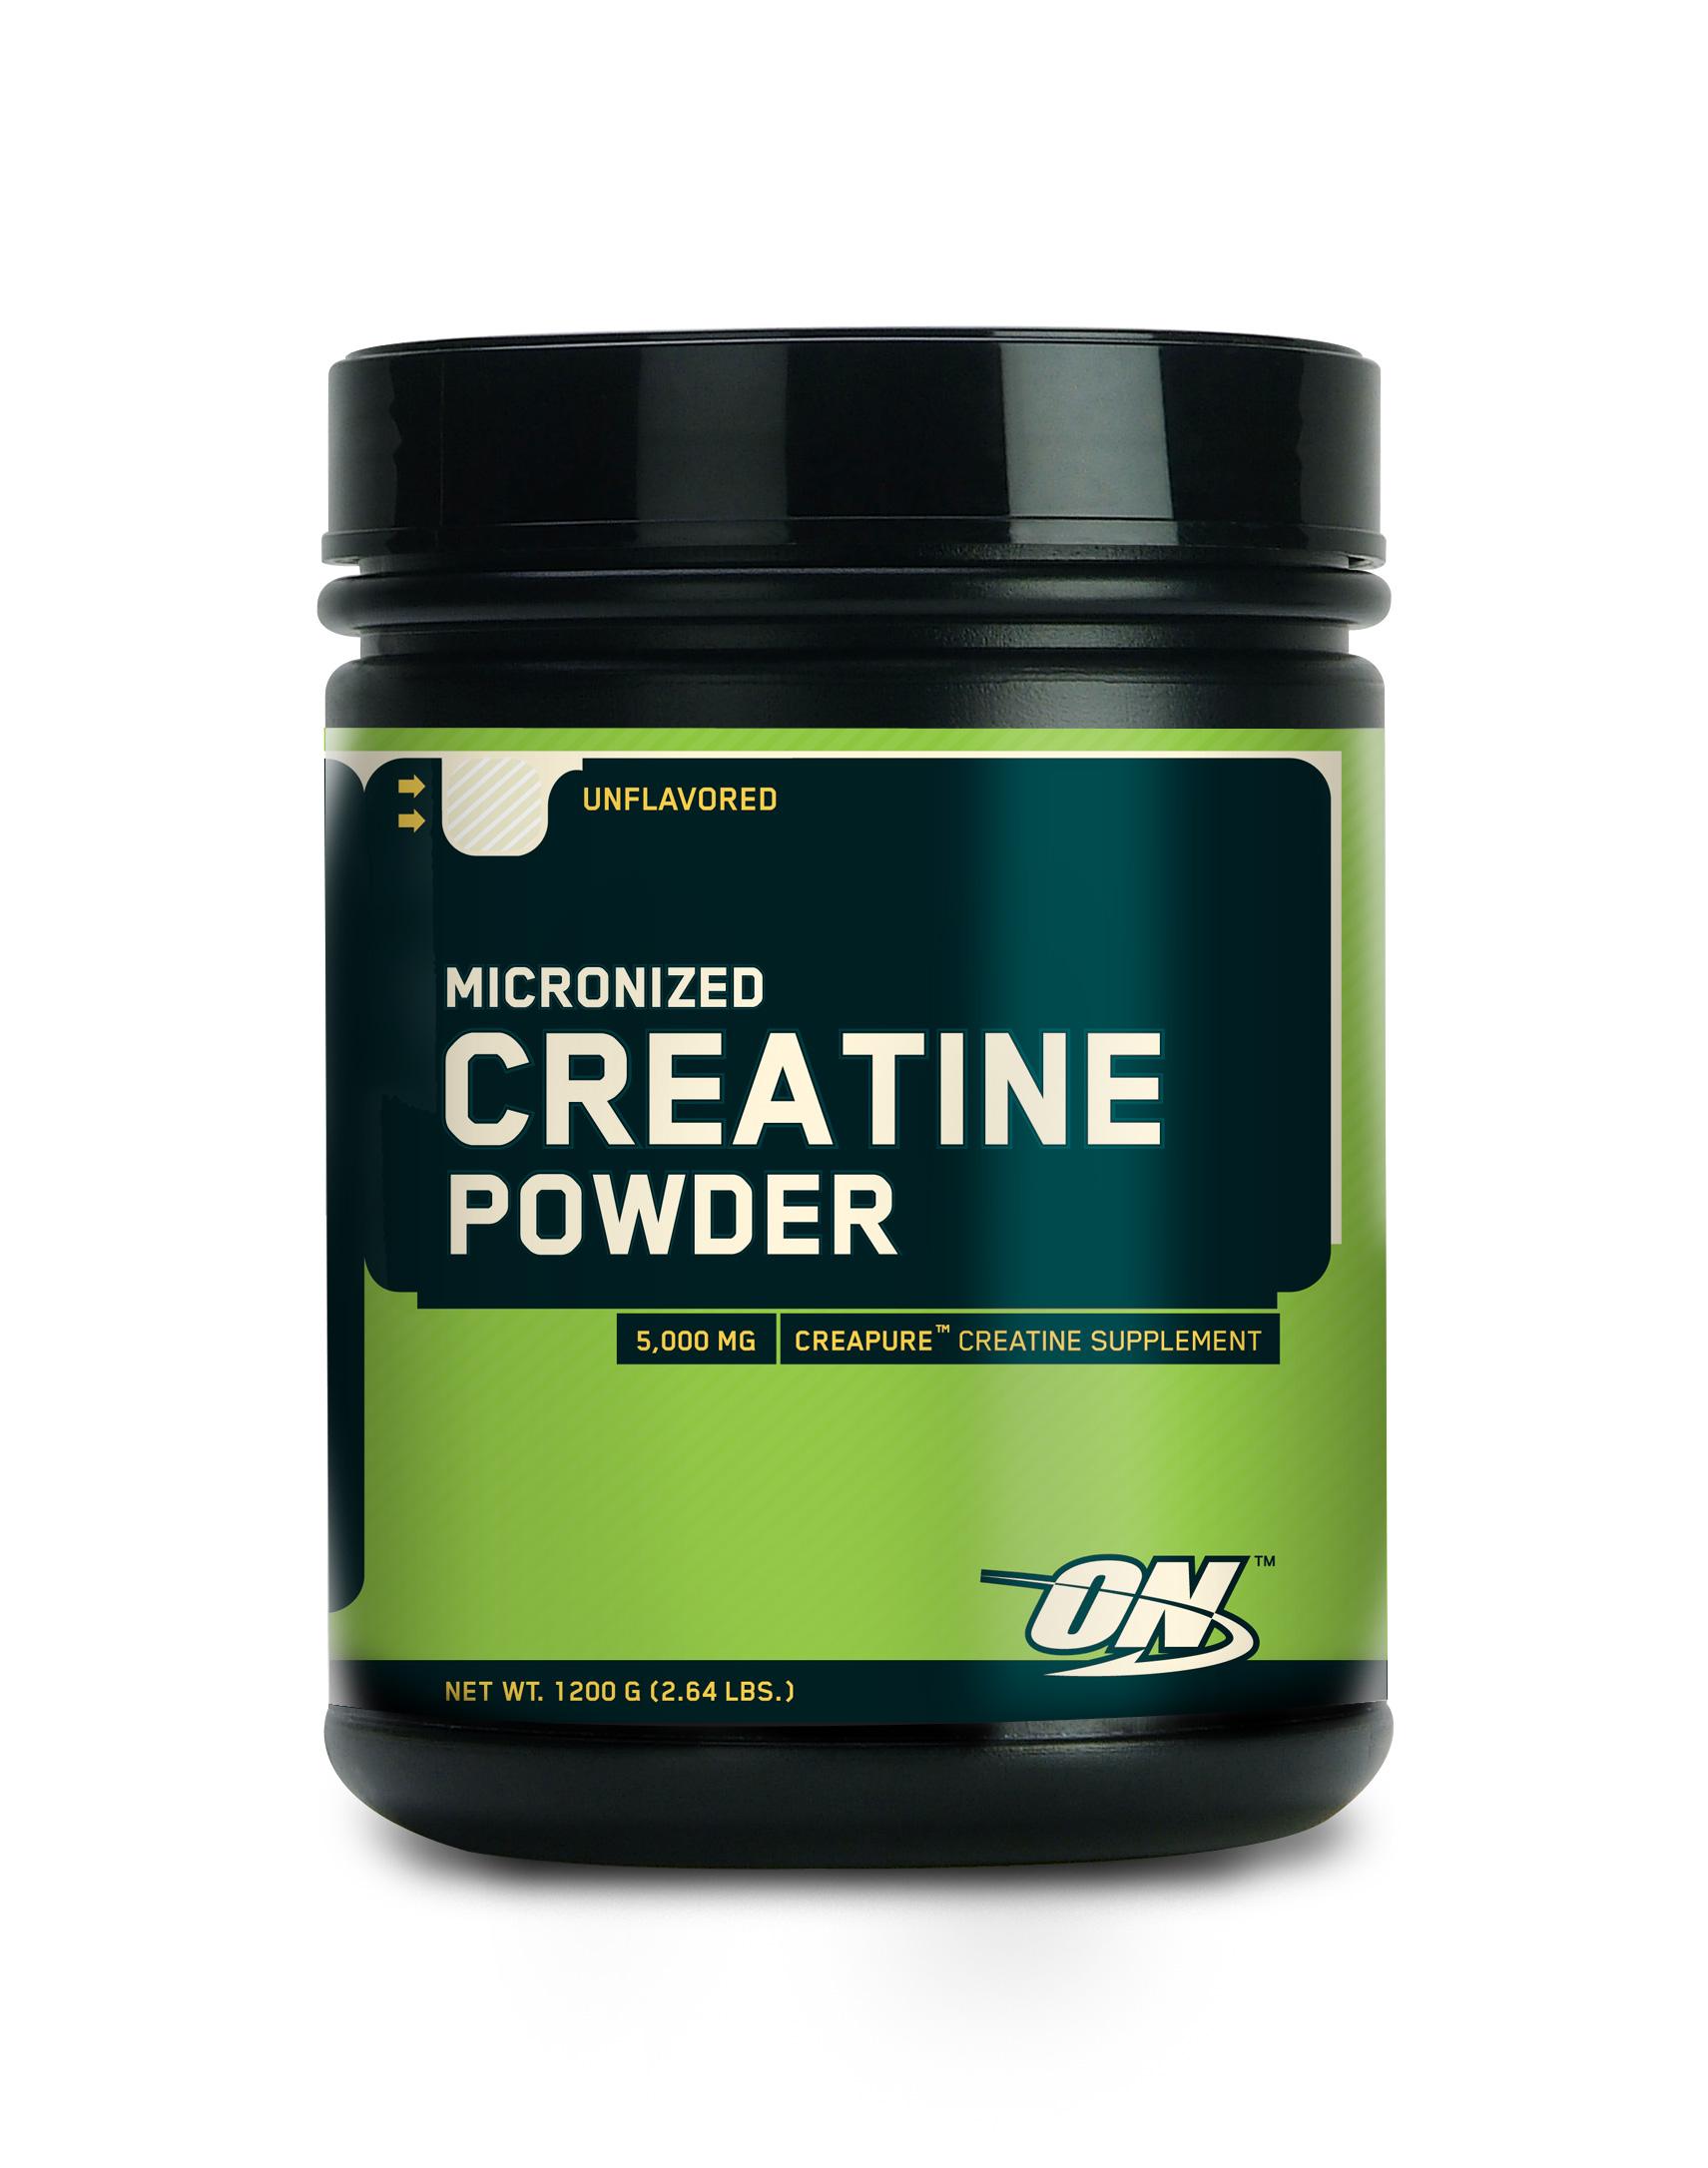 UNFLAVORED
MICRONIZED
CREATINE
POWDER
5,000 MG CREAPURE™ CREATINE SUPPLEMENT
ON™
NET WT. 1200 G (2.64 LBS.)